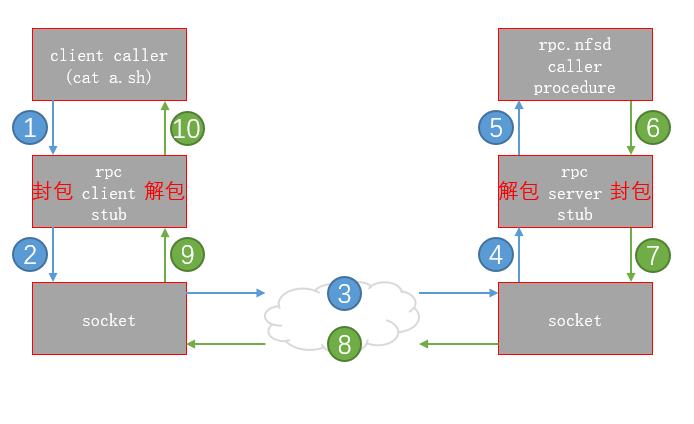 client caller
(cat a.sh)
rpc.nfsd
caller
procedure
1
10
5
6
封包
rpc
client
stub
解包
解包
rpc
server
stub
封包
2
9
4
7
socket
3
8
socket